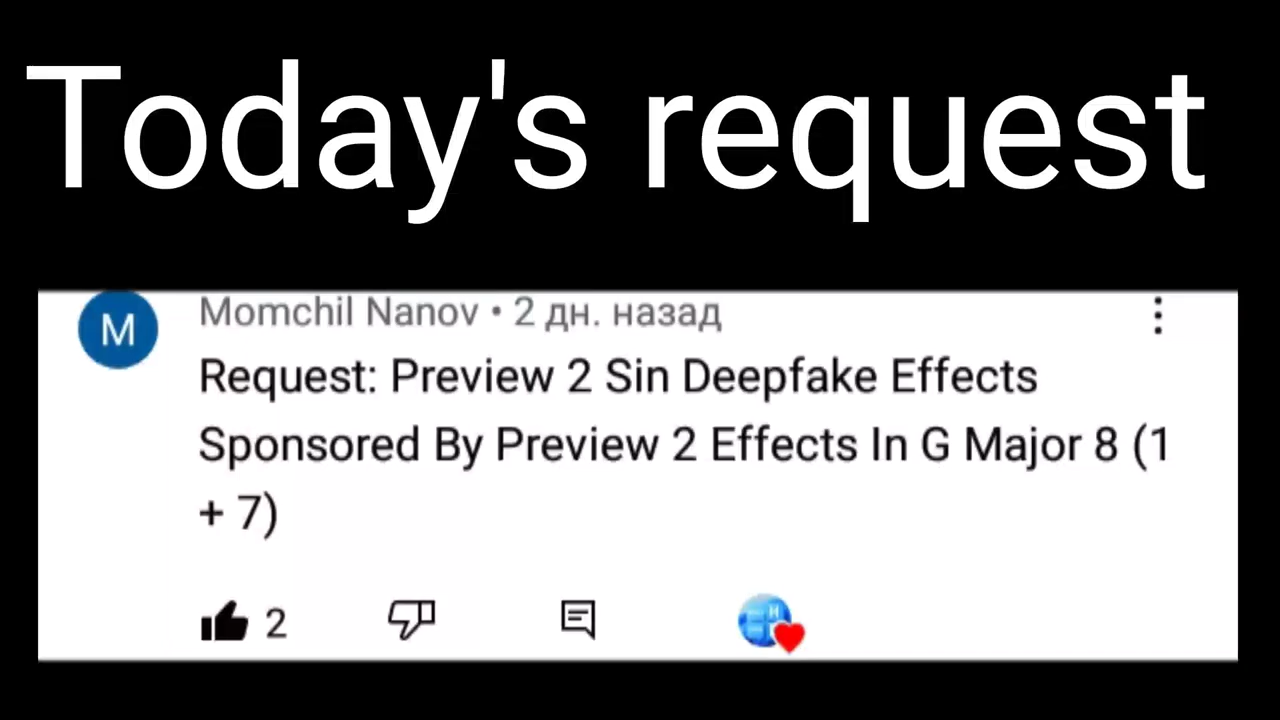 Today's request
M
Momchil Nanov • 2 дн. назад
Request: Preview 2 Sin Deepfake Effects
Sponsored By Preview 2 Effects In G Major 8 (1
+ 7)
2